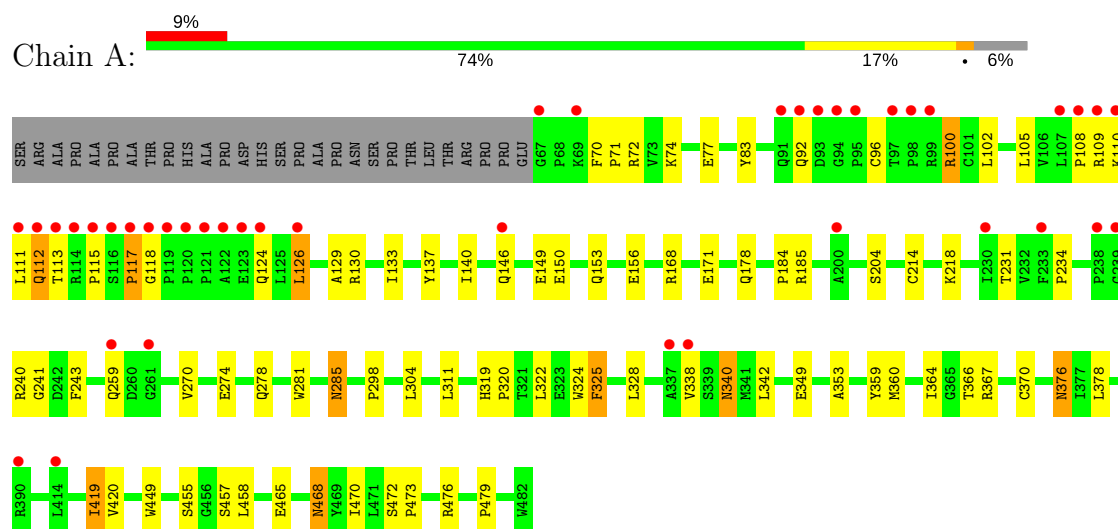 9%
Chain A:
74% 17% • 6%
SER ARG ALA PRO ALA PRO ALA THR PRO HIS ALA PRO ASP HIS SER PRO ALA PRO ASN SER PRO THR LEU THR ARG PRO PRO GLU G67 P68 K69 F70 P71 R72 V73 K74 E77 Y83 Q91 Q92 D93 G94 P95 C96 T97 P98 R99 R100 C101 L102 L105 V106 L107 P108 R109 K110
L111 Q112 T113 R114 P115 S116 P117 G118 P119 P120 P121 A122 E123 Q124 L125 L126 A129 R130 I133 Y137 I140 Q146 E149 E150 Q153 E156 R168 E171 Q178 P184 R185 A200 S204 C214 K218 I230 T231 V232 F233 P234 P238 G239
R240 G241 D242 F243 Q259 D260 G261 V270 E274 Q278 W281 N285 P298 L304 L311 H319 P320 T321 L322 E323 W324 F325 L328 A337 V338 S339 N340 M341 L342 E349 A353 Y359 M360 I364 G365 T366 R367 C370 N376 I377 L378
R390 L414 I419 V420 W449 S455 G456 S457 L458 E465 N468 Y469 I470 L471 S472 P473 R476 P479 W482